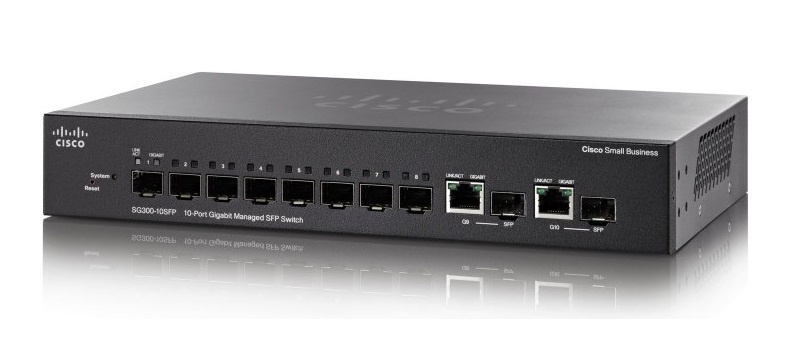 CISCO
CISCO
Cisco Small Business
LINK/ACT GIGABIT
1 2 3 4 5 6 7 8
LINK/ACT GIGABIT
LINK/ACT GIGABIT
System
Reset
SG300-10SFP 10-Port Gigabit Managed SFP Switch
G9 SFP
G10 SFP